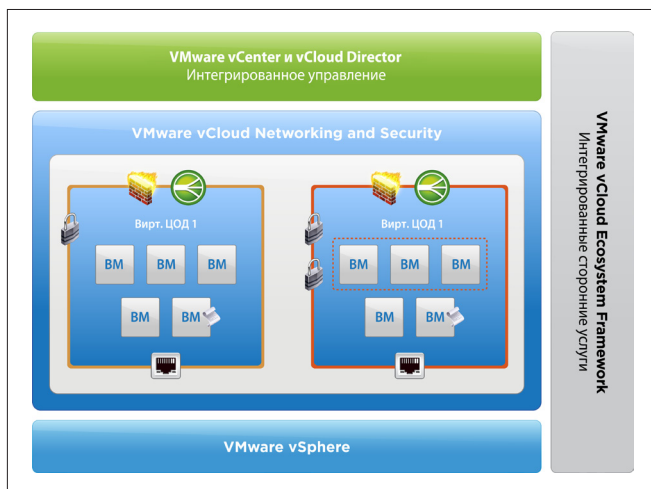 VMware vCenter и vCloud Director
Интегрированное управление
VMware vCloud Networking and Security
Вирт. ЦОД 1
ВМ ВМ ВМ
ВМ ВМ
Вирт. ЦОД 1
ВМ ВМ ВМ
ВМ ВМ
VMware vSphere
VMware vCloud Ecosystem Framework
Интегрированные сторонние услуги